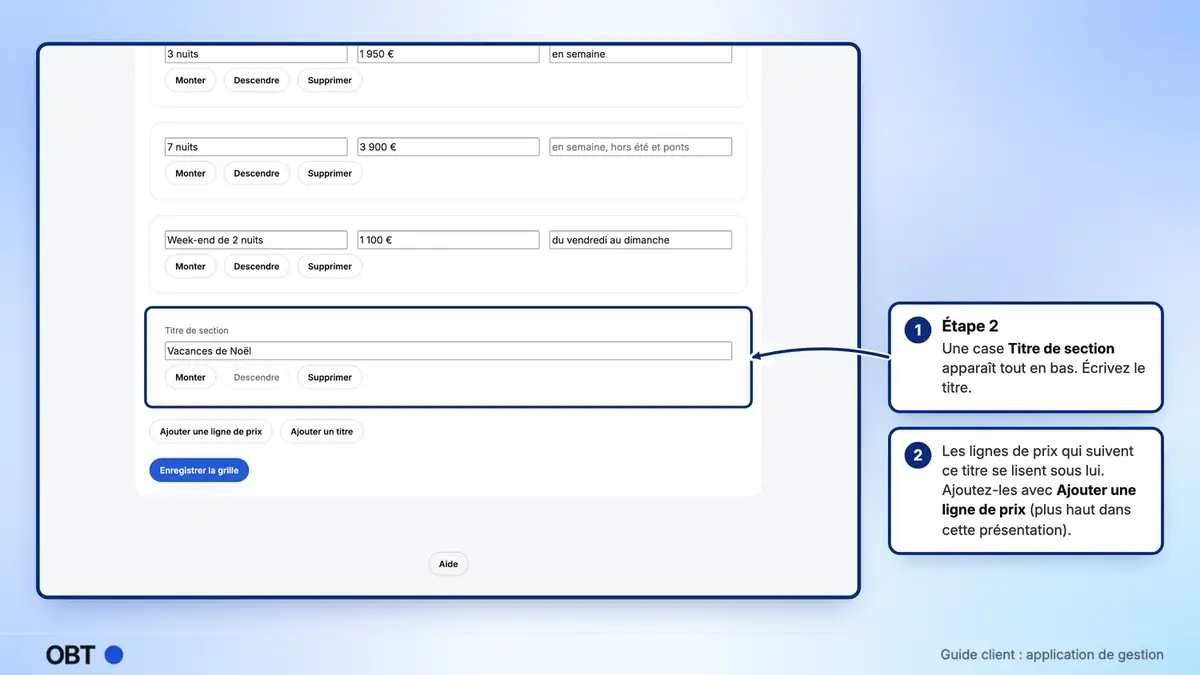 3 nuits 1 950 € en semaine
Monter Descendre Supprimer
7 nuits 3 900 € en semaine, hors été et ponts
Monter Descendre Supprimer
Week-end de 2 nuits 1 100 € du vendredi au dimanche
Monter Descendre Supprimer
Titre de section
Vacances de Noël
Monter Descendre Supprimer
Ajouter une ligne de prix Ajouter un titre
Enregistrer la grille
Aide
1 Étape 2
Une case Titre de section
apparaît tout en bas. Écrivez le
titre.
2 Les lignes de prix qui suivent
ce titre se lisent sous lui.
Ajoutez-les avec Ajouter une
ligne de prix (plus haut dans
cette présentation).
OBT
Guide client : application de gestion